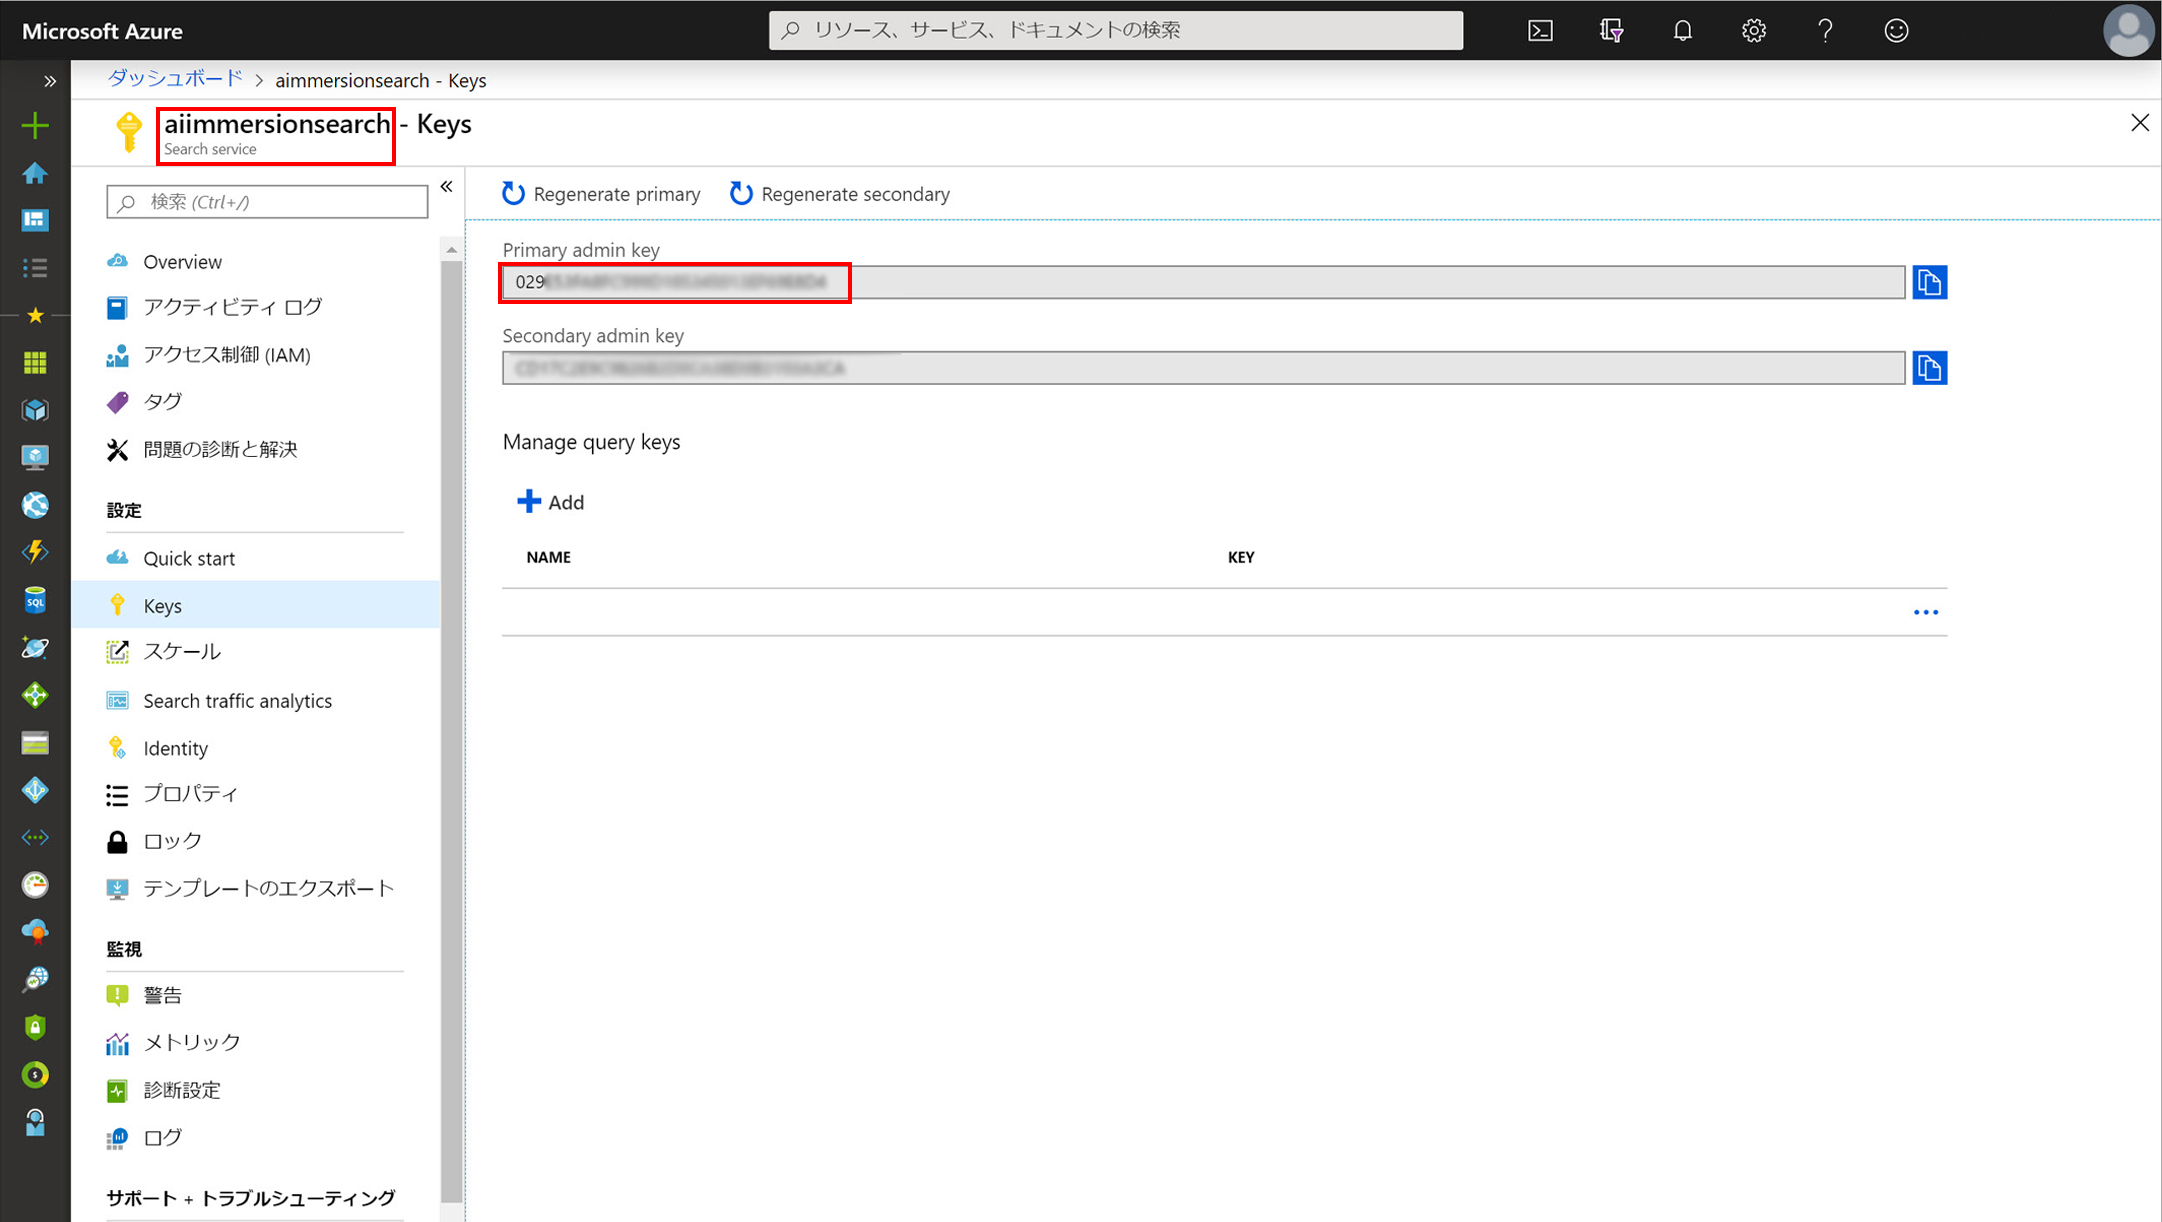 Microsoft Azure
リソース、サービス、ドキュメントの検索
ダッシュボード > aimmersionsearch - Keys
aiimmersionsearch - Keys
Search service
検索 (Ctrl+/)
Overview
アクティビティ ログ
アクセス制御 (IAM)
タグ
問題の診断と解決
設定
Quick start
Keys
スケール
Search traffic analytics
Identity
プロパティ
ロック
テンプレートのエクスポート
監視
警告
メトリック
診断設定
ログ
サポート + トラブルシューティング
Regenerate primary
Regenerate secondary
Primary admin key
029
Secondary admin key
Manage query keys
Add
NAME
KEY
SQL